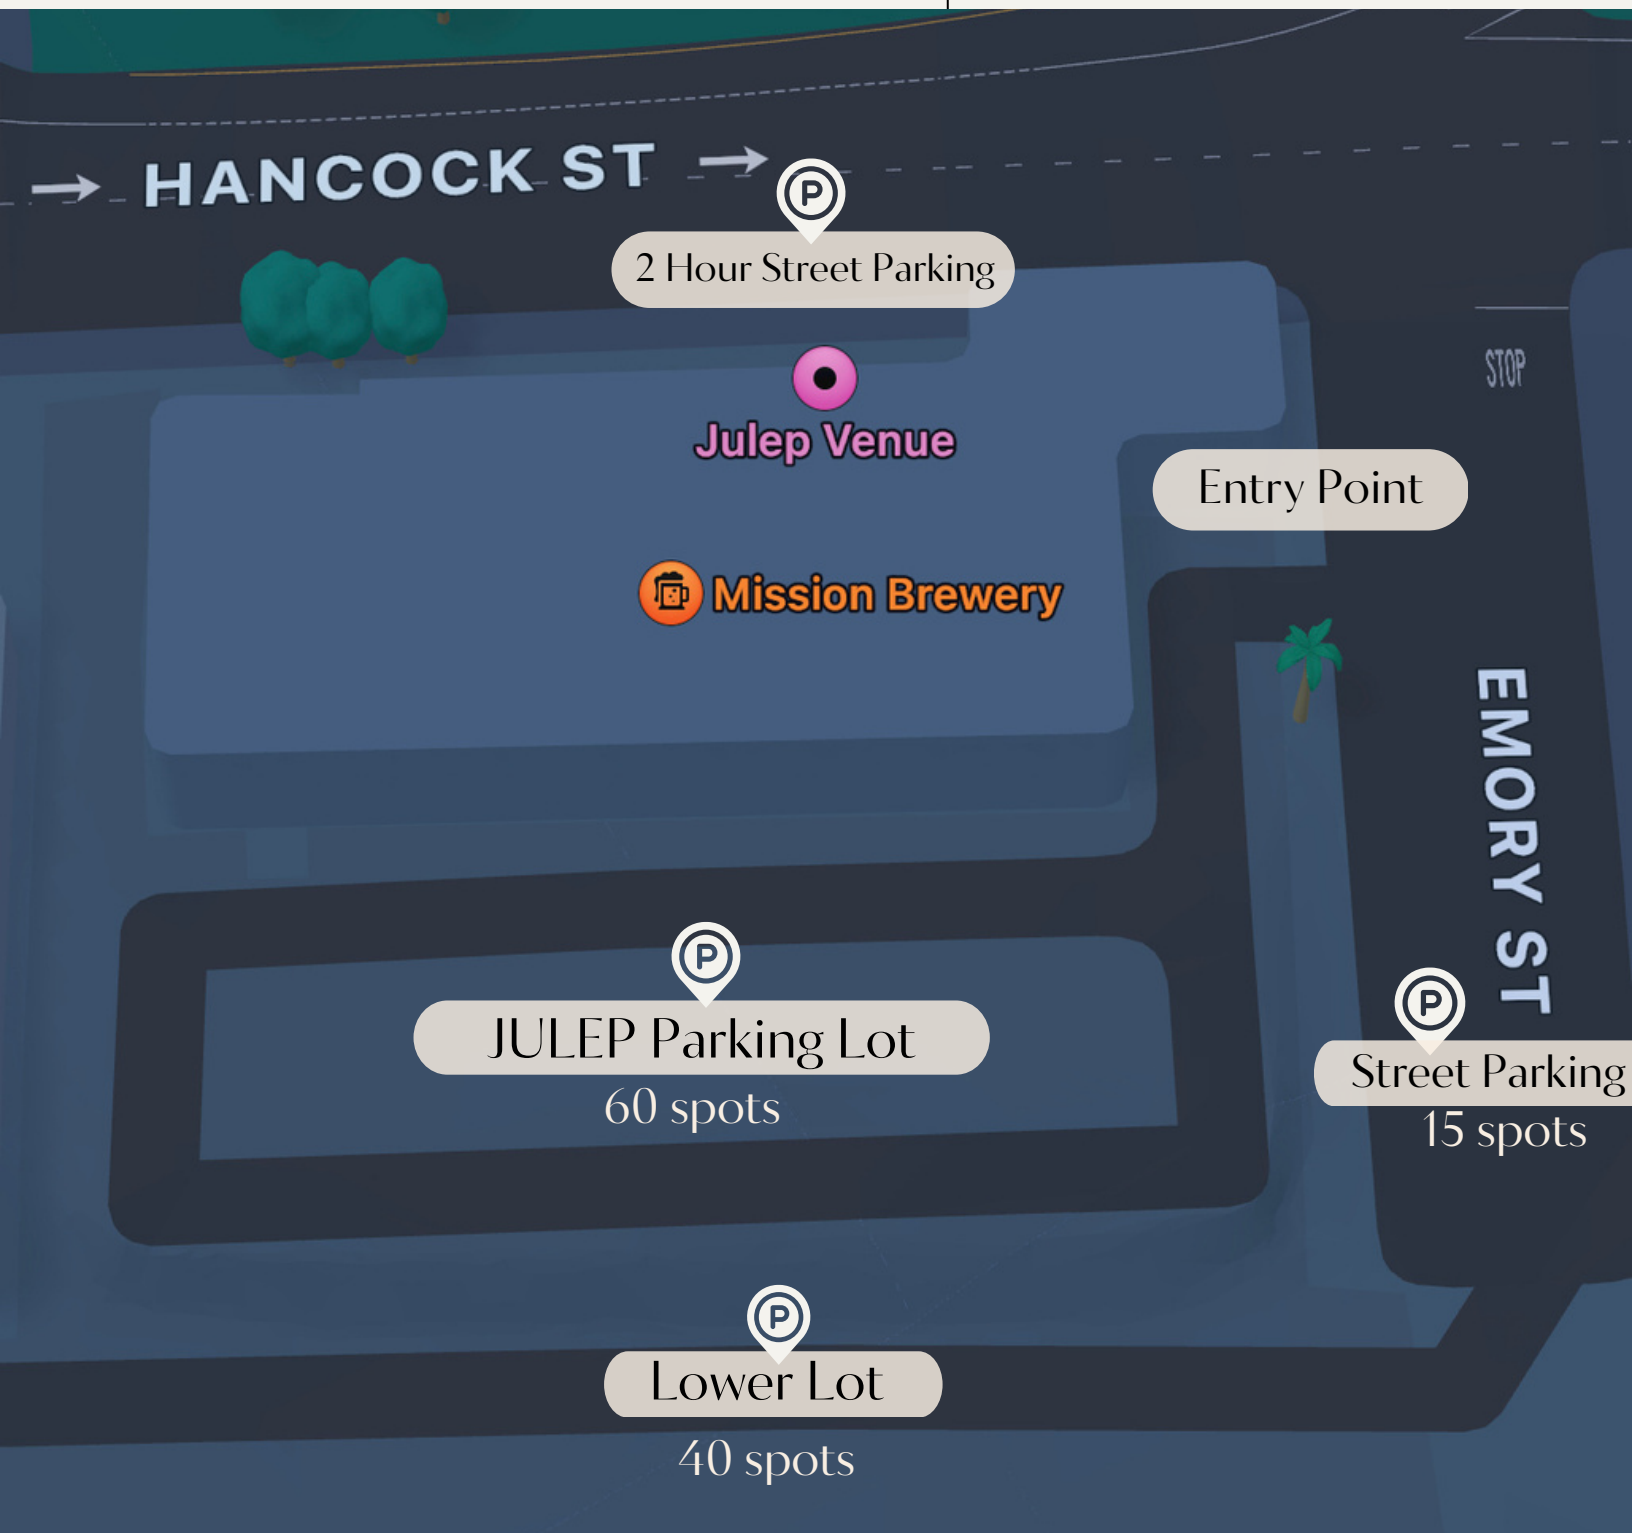 HANCOCK ST
P
2 Hour Street Parking
Julep Venue
STOP
Entry Point
Mission Brewery
EMORY ST
P
JULEP Parking Lot
60 spots
P
Street Parking
15 spots
P
Lower Lot
40 spots